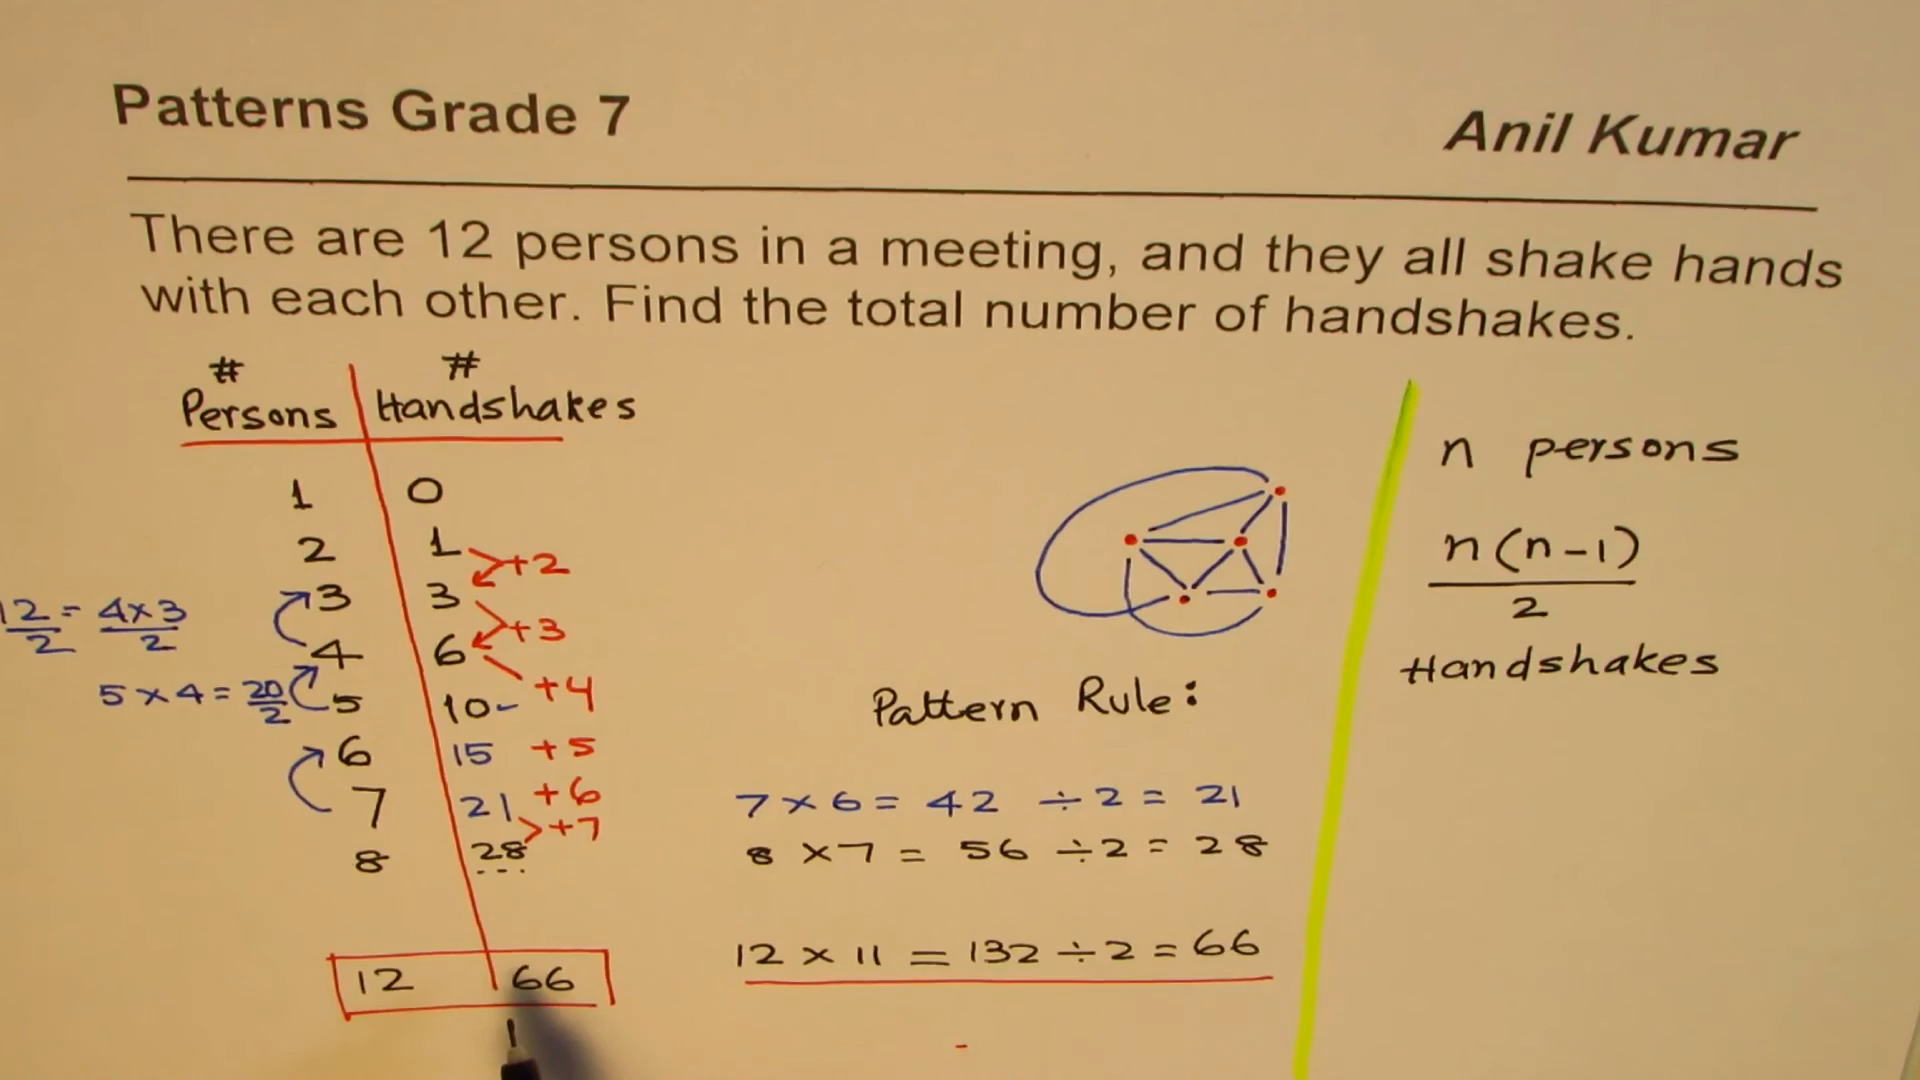 Patterns Grade 7
Anil Kumar
There are 12 persons in a meeting, and they all shake hands
with each other. Find the total number of handshakes.
# #
Persons Handshakes
1 0
2 1 +2
3 3 +3
12/2 = 4x3/2
4 6 +4
5 x 4 = 20/2
5 10
6 15 +5
7 21 +6
+7
8 28
...
12 66
Pattern Rule:
7 x 6 = 42 ÷ 2 = 21
8 x 7 = 56 ÷ 2 = 28
12 x 11 = 132 ÷ 2 = 66
n persons
n(n-1)
2
Handshakes